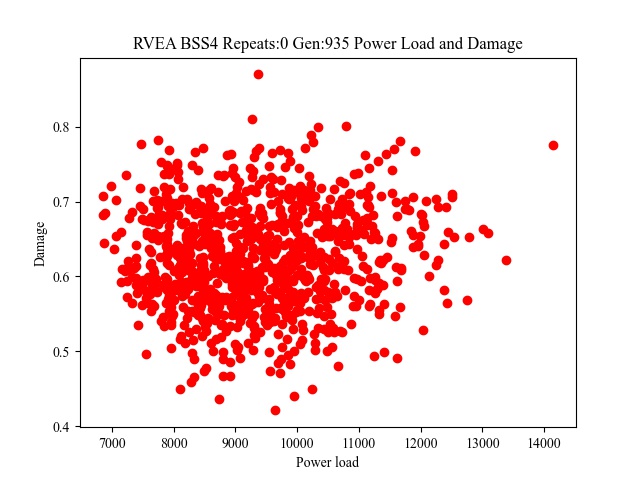 RVEA BSS4 Repeats:0 Gen:935 Power Load and Damage
Damage
0.8
0.7
0.6
0.5
0.4
7000 8000 9000 10000 11000 12000 13000 14000
Power load